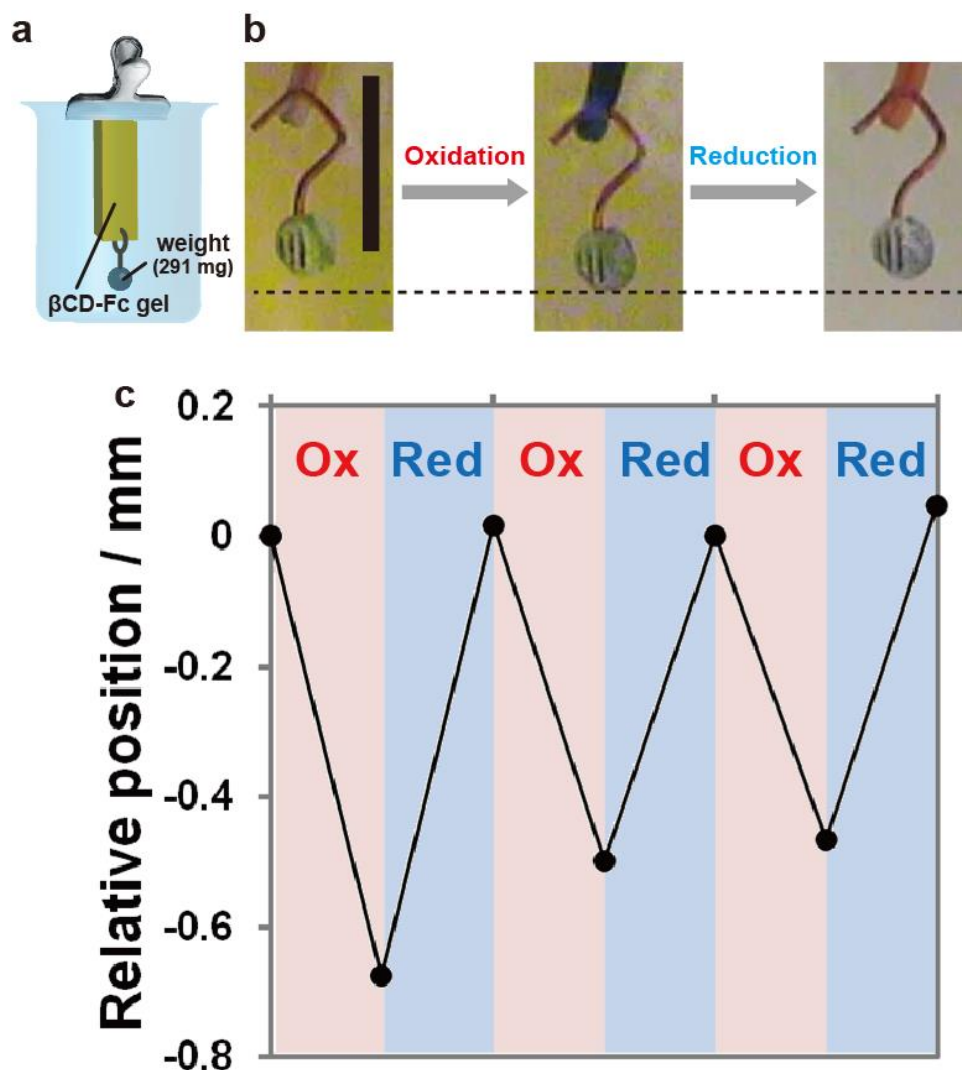 a
weight
(291 mg)
βCD-Fc gel
b
Oxidation
Reduction
c
Relative position / mm
0.2
0
-0.2
-0.4
-0.6
-0.8
Ox
Red
Ox
Red
Ox
Red